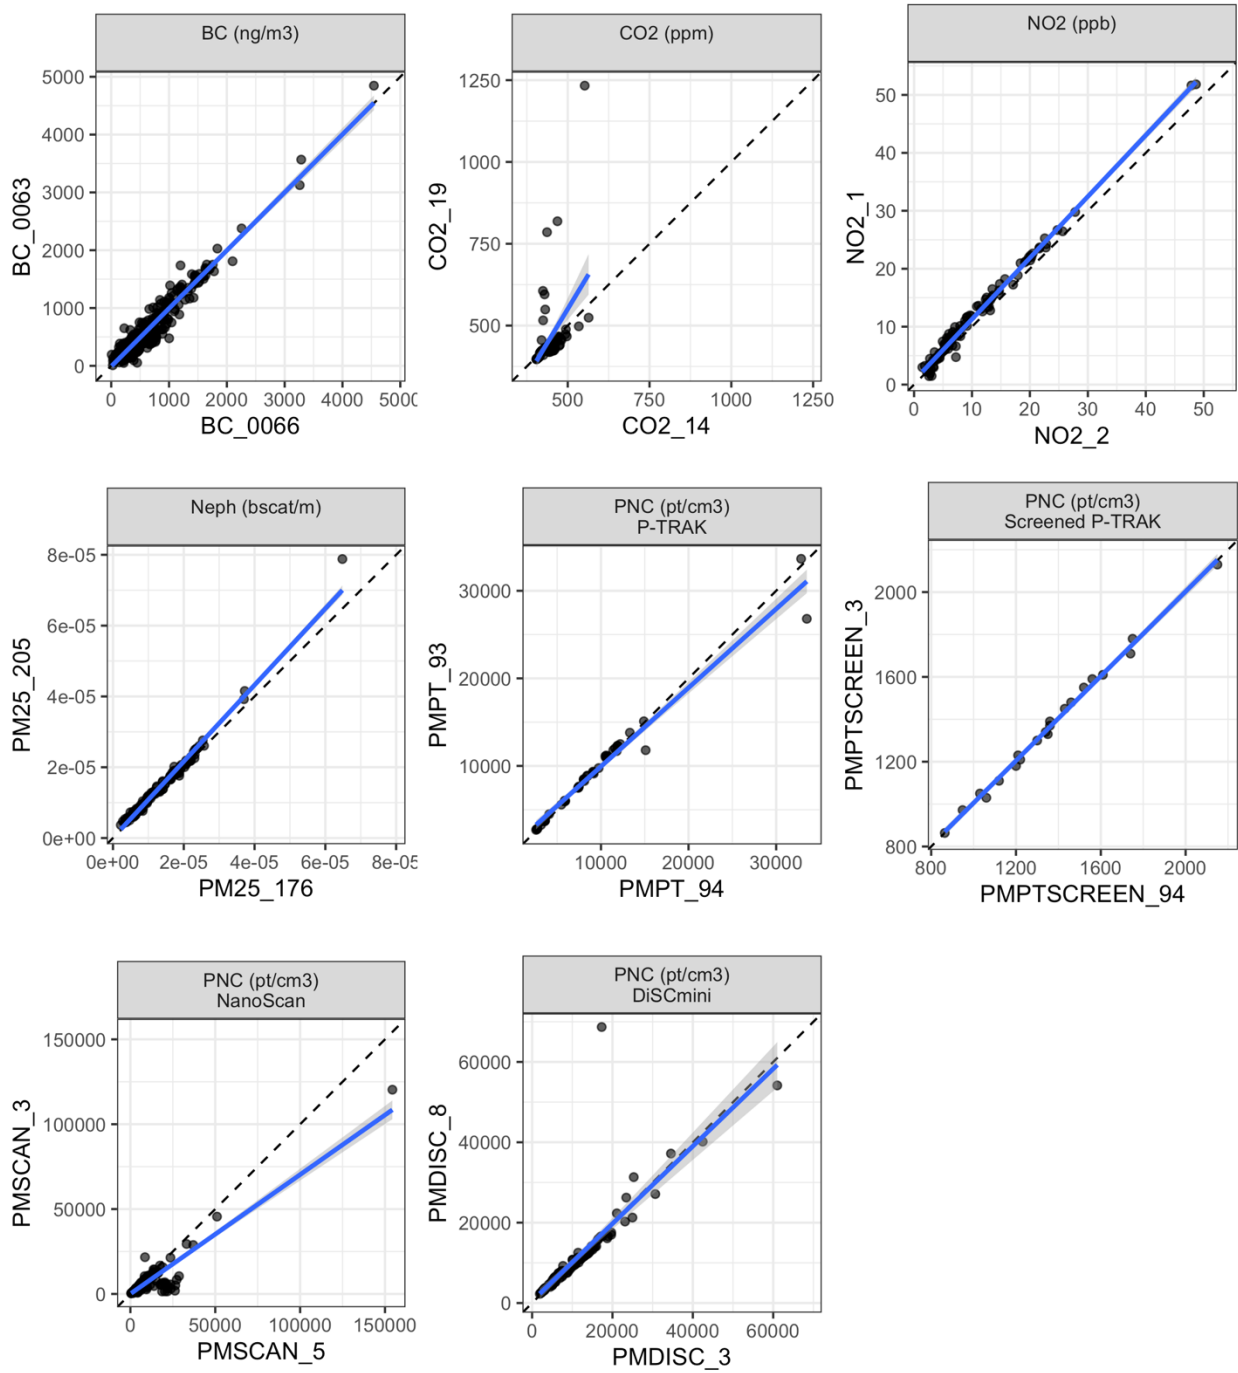 BC (ng/m3)
5000
4000
3000
2000
1000
0
BC_0063
0 1000 2000 3000 4000 5000
BC_0066
CO2 (ppm)
1250
1000
750
500
CO2_19
500 750 1000 1250
CO2_14
NO2 (ppb)
50
40
30
20
10
0
NO2_1
0 10 20 30 40 50
NO2_2
Neph (bscat/m)
8e-05
6e-05
4e-05
2e-05
0e+00
PM25_205
0e+00 2e-05 4e-05 6e-05 8e-05
PM25_176
PNC (pt/cm3)
P-TRAK
30000
20000
10000
PMPT_93
10000 20000 30000
PMPT_94
PNC (pt/cm3)
Screened P-TRAK
2000
1600
1200
800
PMPTSCREEN_3
800 1200 1600 2000
PMPTSCREEN_94
PNC (pt/cm3)
NanoScan
150000
100000
50000
0
PMSCAN_3
0 50000 100000 150000
PMSCAN_5
PNC (pt/cm3)
DiSCmini
60000
40000
20000
0
PMDISC_8
0 20000 40000 60000
PMDISC_3